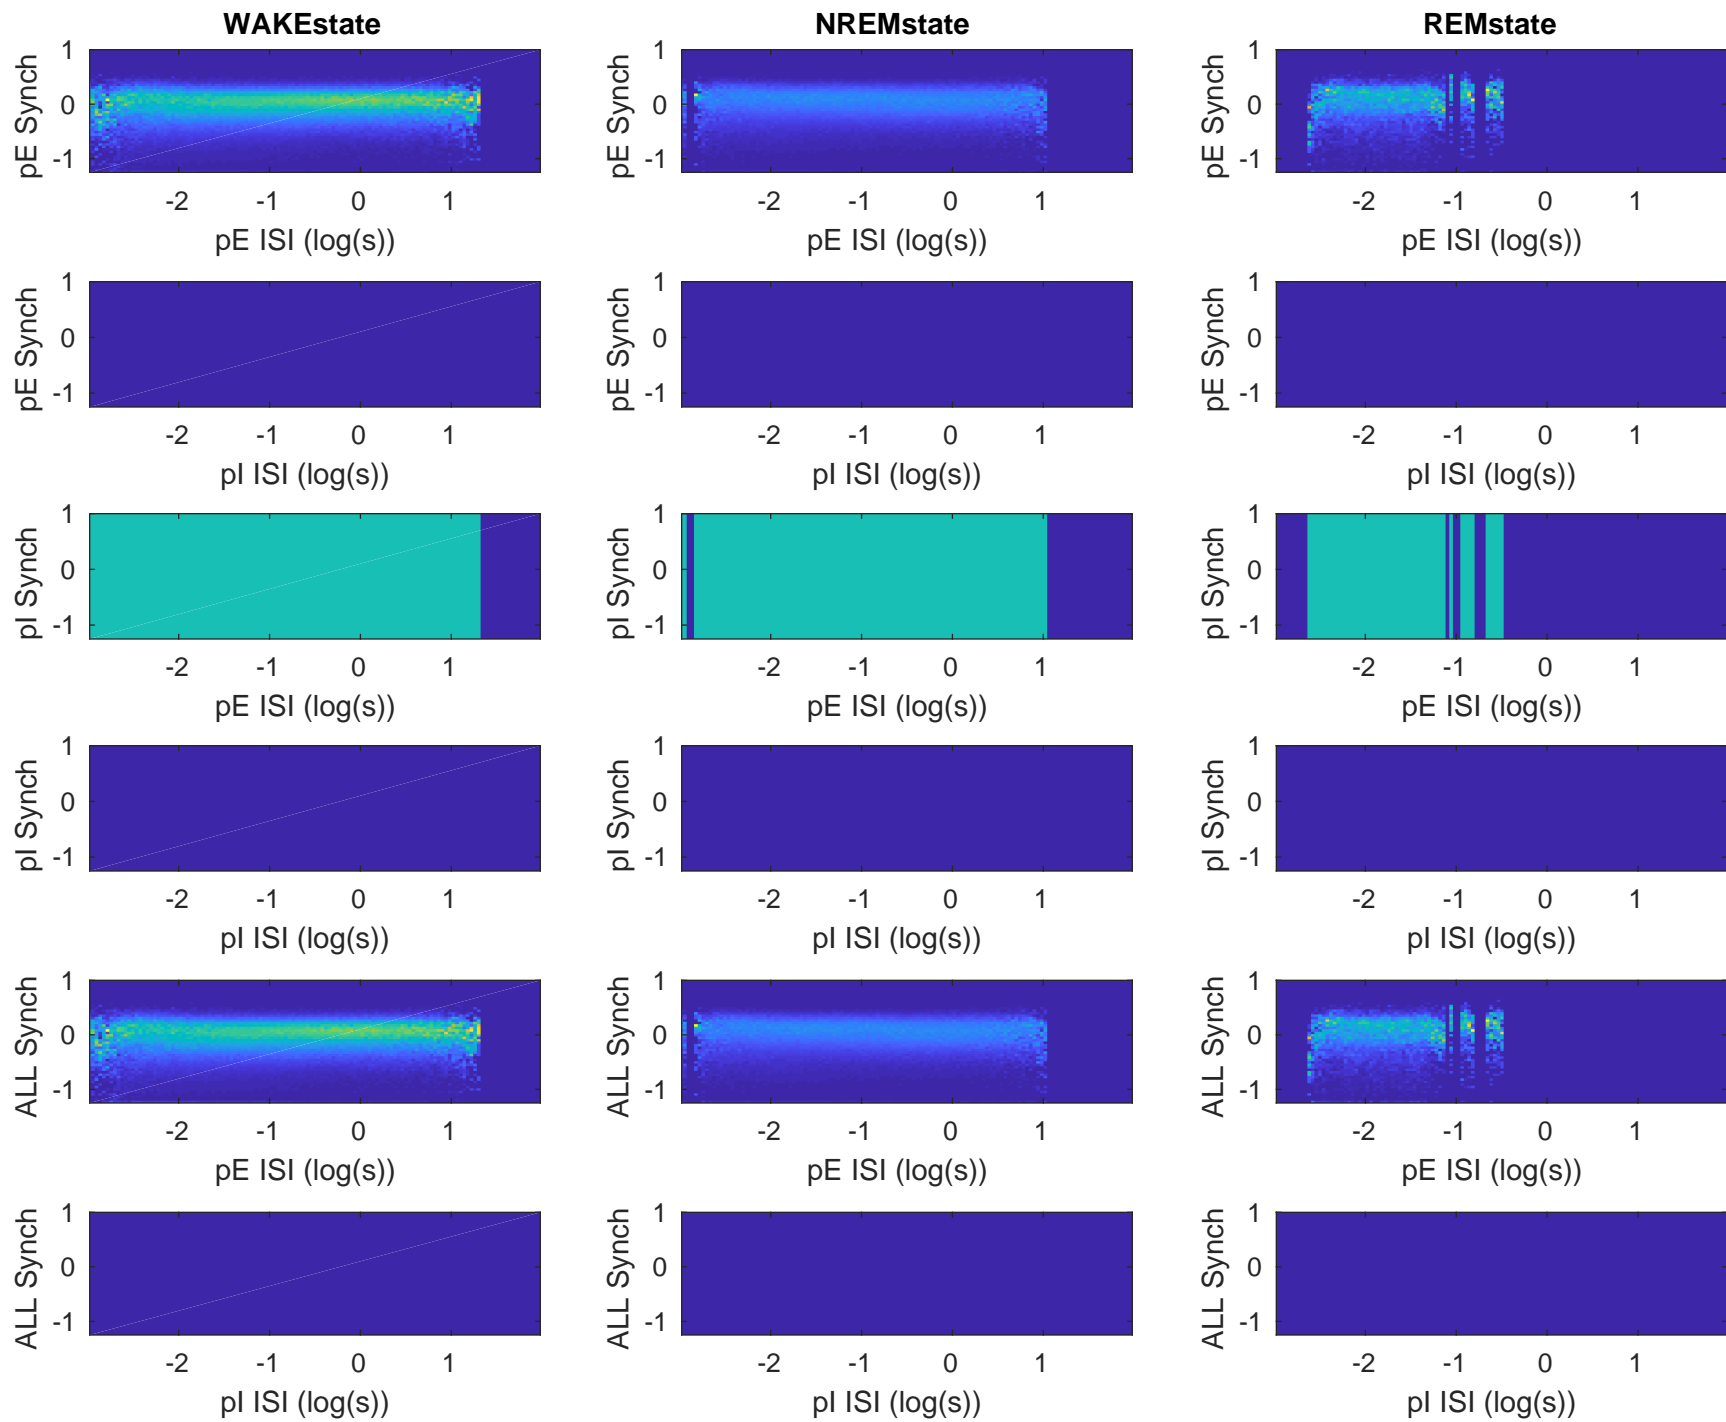 WAKEstate NREMstate REMstate
1 1 1
pE Synch 0 pE Synch 0 pE Synch 0
-1 -1 -1
-2 -1 0 1 -2 -1 0 1 -2 -1 0 1
pE ISI (log(s)) pE ISI (log(s)) pE ISI (log(s))
1 1 1
pE Synch 0 pE Synch 0 pE Synch 0
-1 -1 -1
-2 -1 0 1 -2 -1 0 1 -2 -1 0 1
pI ISI (log(s)) pI ISI (log(s)) pI ISI (log(s))
1 1 1
pI Synch 0 pI Synch 0 pI Synch 0
-1 -1 -1
-2 -1 0 1 -2 -1 0 1 -2 -1 0 1
pE ISI (log(s)) pE ISI (log(s)) pE ISI (log(s))
1 1 1
pI Synch 0 pI Synch 0 pI Synch 0
-1 -1 -1
-2 -1 0 1 -2 -1 0 1 -2 -1 0 1
pI ISI (log(s)) pI ISI (log(s)) pI ISI (log(s))
1 1 1
ALL Synch 0 ALL Synch 0 ALL Synch 0
-1 -1 -1
-2 -1 0 1 -2 -1 0 1 -2 -1 0 1
pE ISI (log(s)) pE ISI (log(s)) pE ISI (log(s))
1 1 1
ALL Synch 0 ALL Synch 0 ALL Synch 0
-1 -1 -1
-2 -1 0 1 -2 -1 0 1 -2 -1 0 1
pI ISI (log(s)) pI ISI (log(s)) pI ISI (log(s))